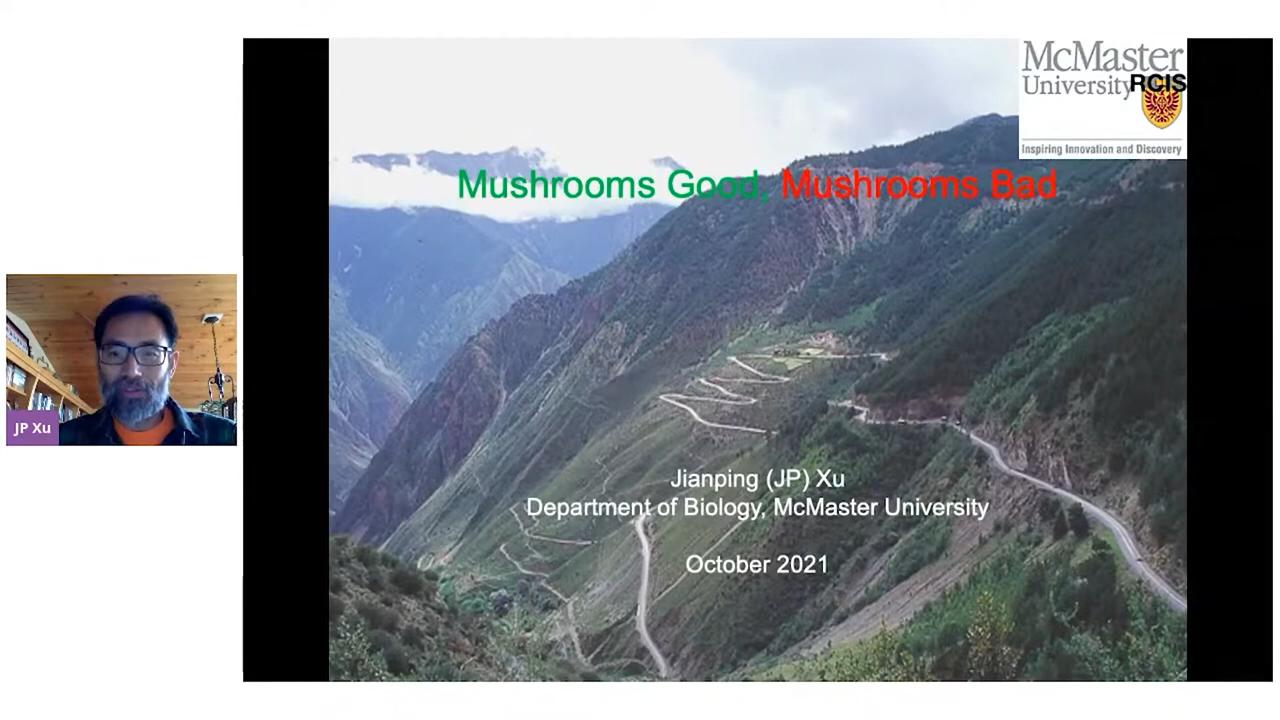 McMaster
University
RCIS
Inspiring Innovation and Discovery
Mushrooms Good, Mushrooms Bad
Jianping (JP) Xu
Department of Biology, McMaster University
October 2021
JP Xu